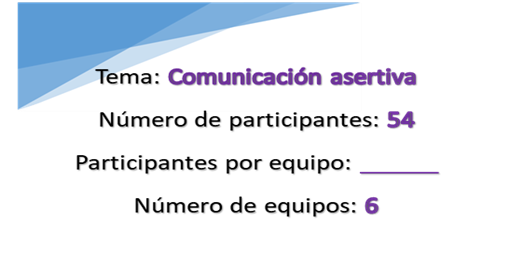 Tema: Comunicación asertiva
Número de participantes: 54
Participantes por equipo: ______
Número de equipos: 6